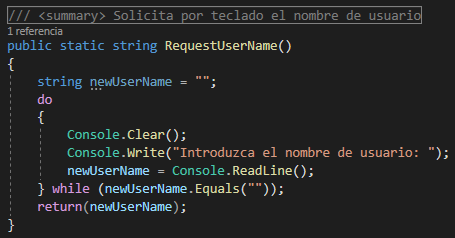 /// <summary> Solicita por teclado el nombre de usuario
1 referencia
public static string RequestUserName()
{
    string newUserName = "";
    do
    {
        Console.Clear();
        Console.Write("Introduzca el nombre de usuario: ");
        newUserName = Console.ReadLine();
    } while (newUserName.Equals(""));
    return(newUserName);
}